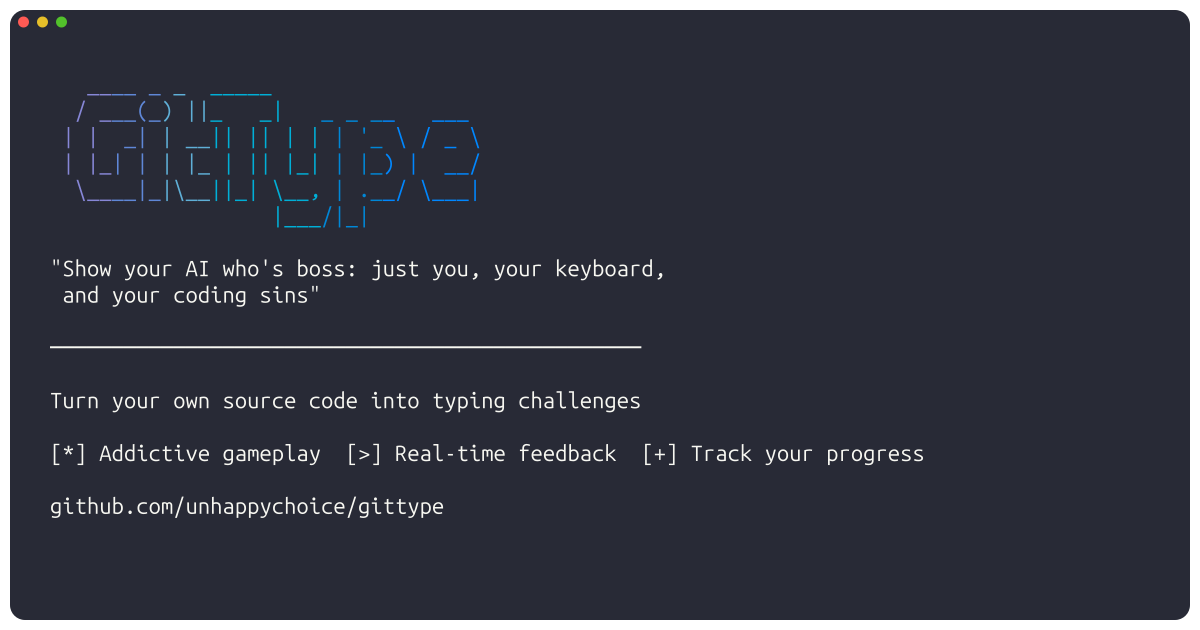 GitType
"Show your AI who's boss: just you, your keyboard,
and your coding sins"
Turn your own source code into typing challenges
[*] Addictive gameplay  [>] Real-time feedback  [+] Track your progress
github.com/unhappychoice/gittype